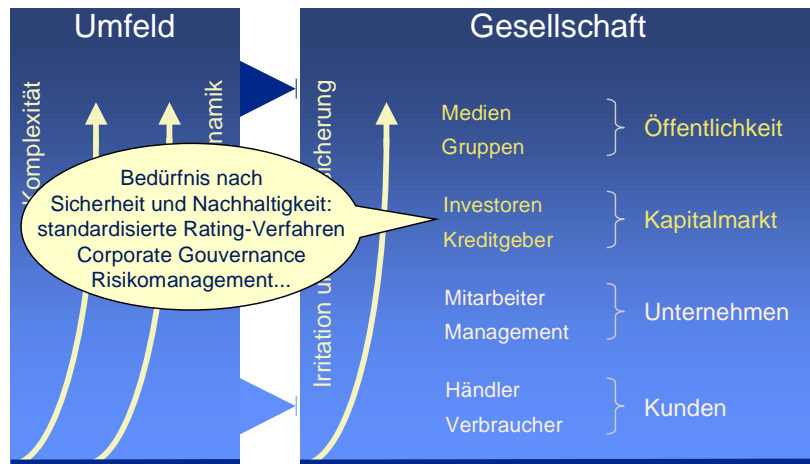 Umfeld
Komplexität
namik
Bedürfnis nach
Sicherheit und Nachhaltigkeit:
standardisierte Rating-Verfahren
Corporate Gouvernance
Risikomanagement...
Gesellschaft
Irritation u
sicherung
Medien
Gruppen
Öffentlichkeit
Investoren
Kreditgeber
Kapitalmarkt
Mitarbeiter
Management
Unternehmen
Händler
Verbraucher
Kunden